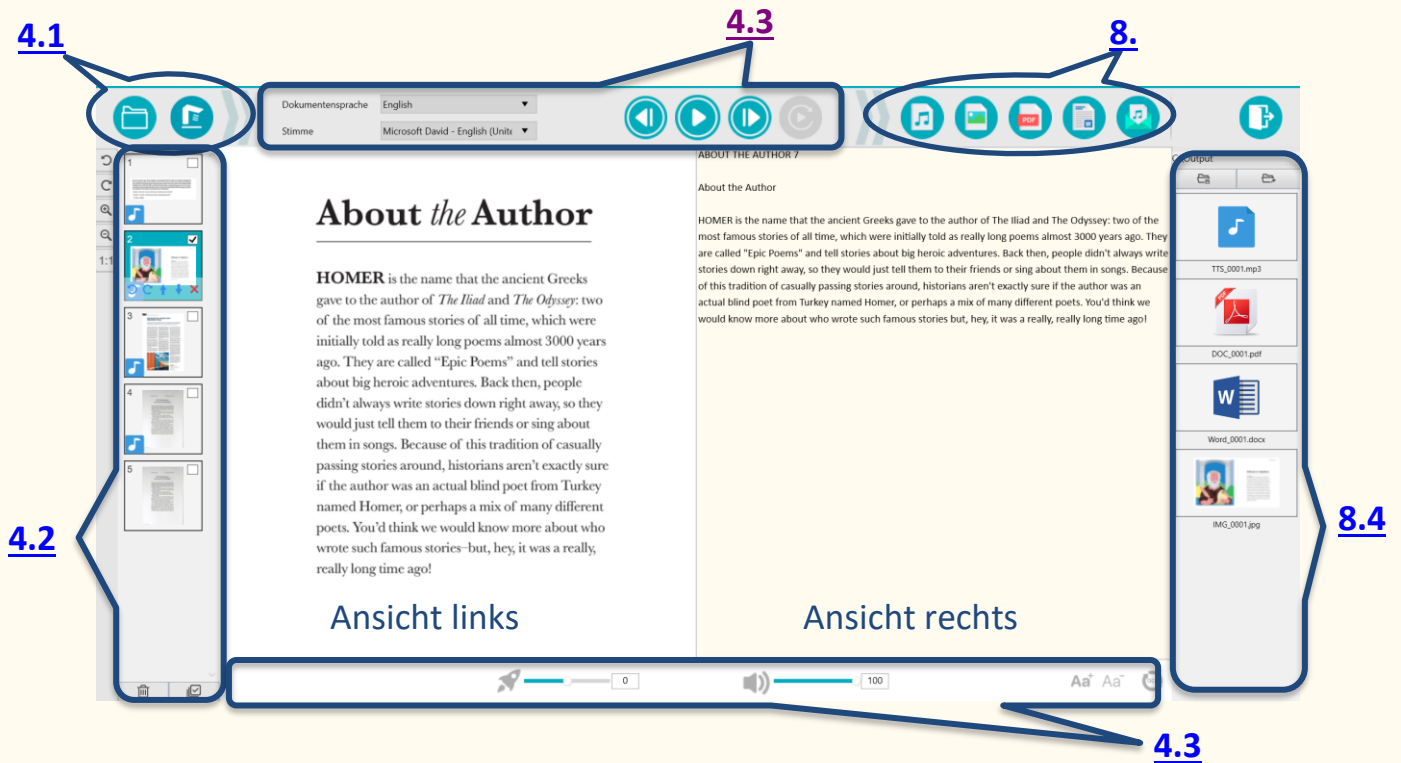 4.1
4.3
8.
Dokumentensprache English
Stimme Microsoft David - English (Unite
PDF
W
Output
1
2
3
4
5
1:1
About the Author
HOMER is the name that the ancient Greeks
gave to the author of The Iliad and The Odyssey: two
of the most famous stories of all time, which were
initially told as really long poems almost 3000 years
ago. They are called “Epic Poems” and tell stories
about big heroic adventures. Back then, people
didn’t always write stories down right away, so they
would just tell them to their friends or sing about
them in songs. Because of this tradition of casually
passing stories around, historians aren’t exactly sure
if the author was an actual blind poet from Turkey
named Homer, or perhaps a mix of many different
poets. You’d think we would know more about who
wrote such famous stories–but, hey, it was a really,
really long time ago!
Ansicht links
ABOUT THE AUTHOR 7
About the Author
HOMER is the name that the ancient Greeks gave to the author of The Iliad and The Odyssey: two of the
most famous stories of all time, which were initially told as really long poems almost 3000 years ago. They
are called "Epic Poems" and tell stories about big heroic adventures. Back then, people didn't always write
stories down right away, so they would just tell them to their friends or sing about them in songs. Because
of this tradition of casually passing stories around, historians aren't exactly sure if the author was an
actual blind poet from Turkey named Homer, or perhaps a mix of many different poets. You'd think we
would know more about who wrote such famous stories but, hey, it was a really, really long time ago!
Ansicht rechts
TTS_0001.mp3
PDF
DOC_0001.pdf
W
Word_0001.docx
IMG_0001.jpg
4.2
8.4
0
100
Aa+ Aa-
4.3